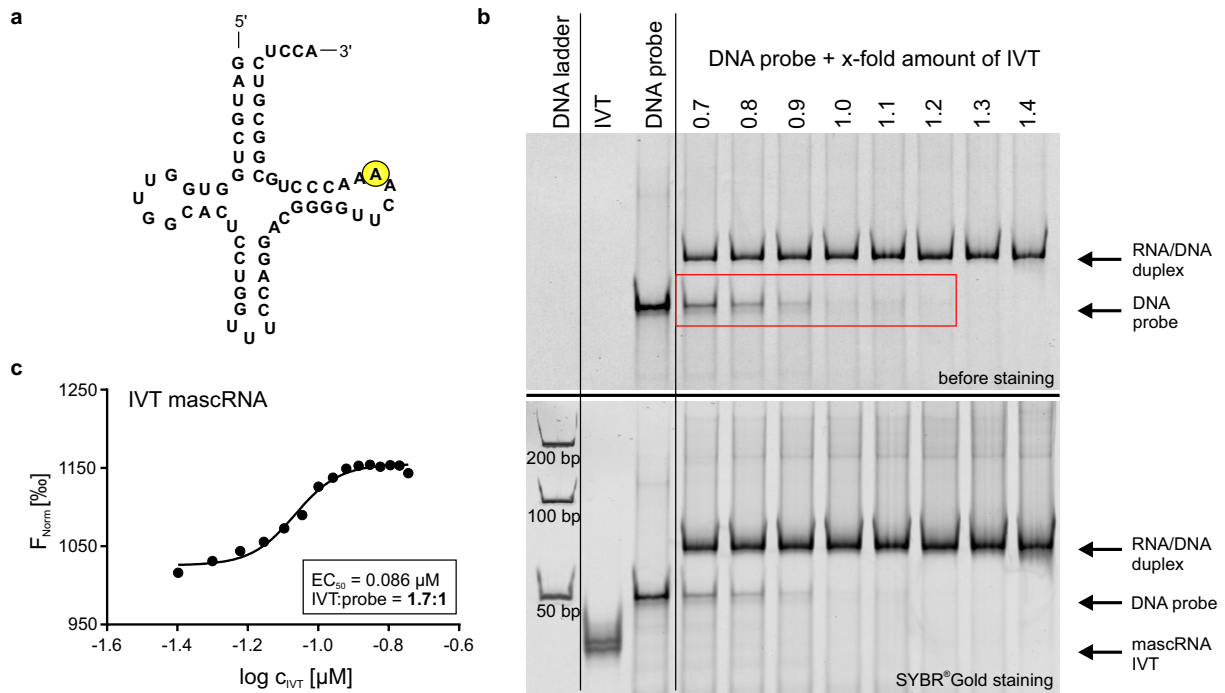 a
5'
UCCA—3'
A
b
DNA ladder
IVT
DNA probe
DNA probe + x-fold amount of IVT
0.7
0.8
0.9
1.0
1.1
1.2
1.3
1.4
RNA/DNA
duplex
DNA
probe
before staining
200 bp
100 bp
50 bp
RNA/DNA
duplex
DNA probe
mascRNA
IVT
SYBR®Gold staining
c
IVT mascRNA
1250
1150
1050
950
F_Norm [‰]
EC₅₀ = 0.086 µM
IVT:probe = 1.7:1
-1.4
-1.2
-1.0
-0.8
-0.6
log c_IVT [µM]